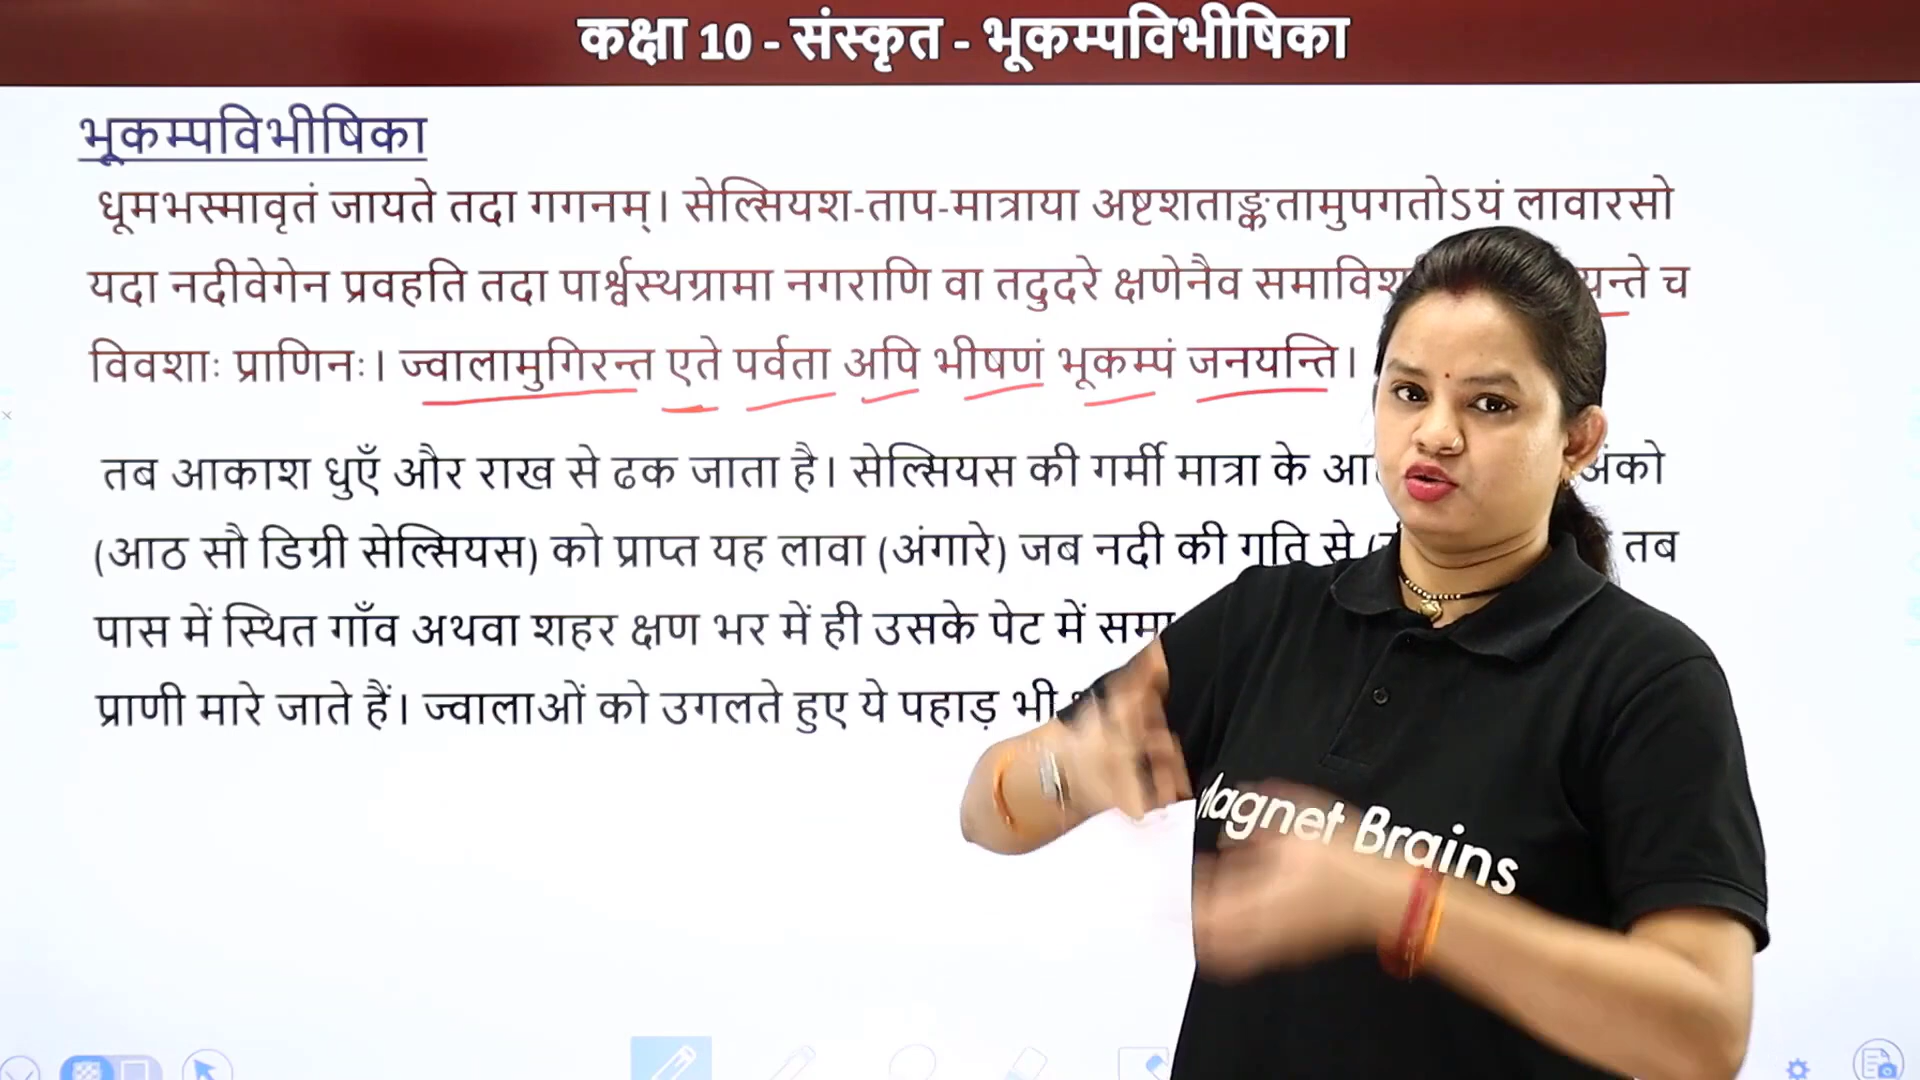 कक्षा 10 - संस्कृत - भूकम्पविभीषिका
भूकम्पविभीषिका
धूमभस्मावृतं जायते तदा गगनम्। सेल्सियश-ताप-मात्राया अष्टशताङ्कतामुपगतोऽयं लावारसो
यदा नदीवेगेन प्रवहति तदा पार्श्वस्थग्रामा नगराणि वा तदुदरे क्षणेनैव च
विवशाः प्राणिनः। ज्वालामुगिरन्त एते पर्वता अपि भीषणं भूकम्पं जनयन्ति।
तब आकाश धुएँ और राख से ढक जाता है। सेल्सियस की गर्मी मात्रा के अंको
(आठ सौ डिग्री सेल्सियस) को प्राप्त यह लावा (अंगारे) जब नदी की गति से तब
पास में स्थित गाँव अथवा शहर क्षण भर में ही उसके पेट में
प्राणी मारे जाते हैं। ज्वालाओं को उगलते हुए ये पहाड़ भी
Magnet Brains